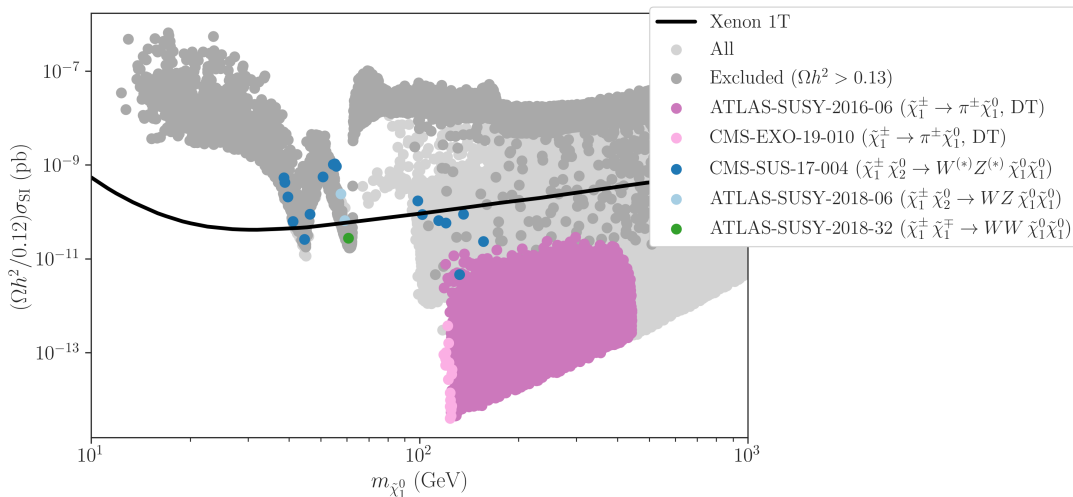 Xenon 1T
All
Excluded (Ωh² > 0.13)
ATLAS-SUSY-2016-06 (χ̃₁± → π±χ̃₁⁰, DT)
CMS-EXO-19-010 (χ̃₁± → π±χ̃₁⁰, DT)
CMS-SUS-17-004 (χ̃₁± χ̃₂⁰ → W⁽*⁾Z⁽*⁾ χ̃₁⁰χ̃₁⁰)
ATLAS-SUSY-2018-06 (χ̃₁± χ̃₂⁰ → WZ χ̃₁⁰χ̃₁⁰)
ATLAS-SUSY-2018-32 (χ̃₁± χ̃₁∓ → WW χ̃₁⁰χ̃₁⁰)
(Ωh²/0.12)σ_SI (pb)
10⁻⁷
10⁻⁹
10⁻¹¹
10⁻¹³
10¹ 10² 10³
m_χ̃₁⁰ (GeV)